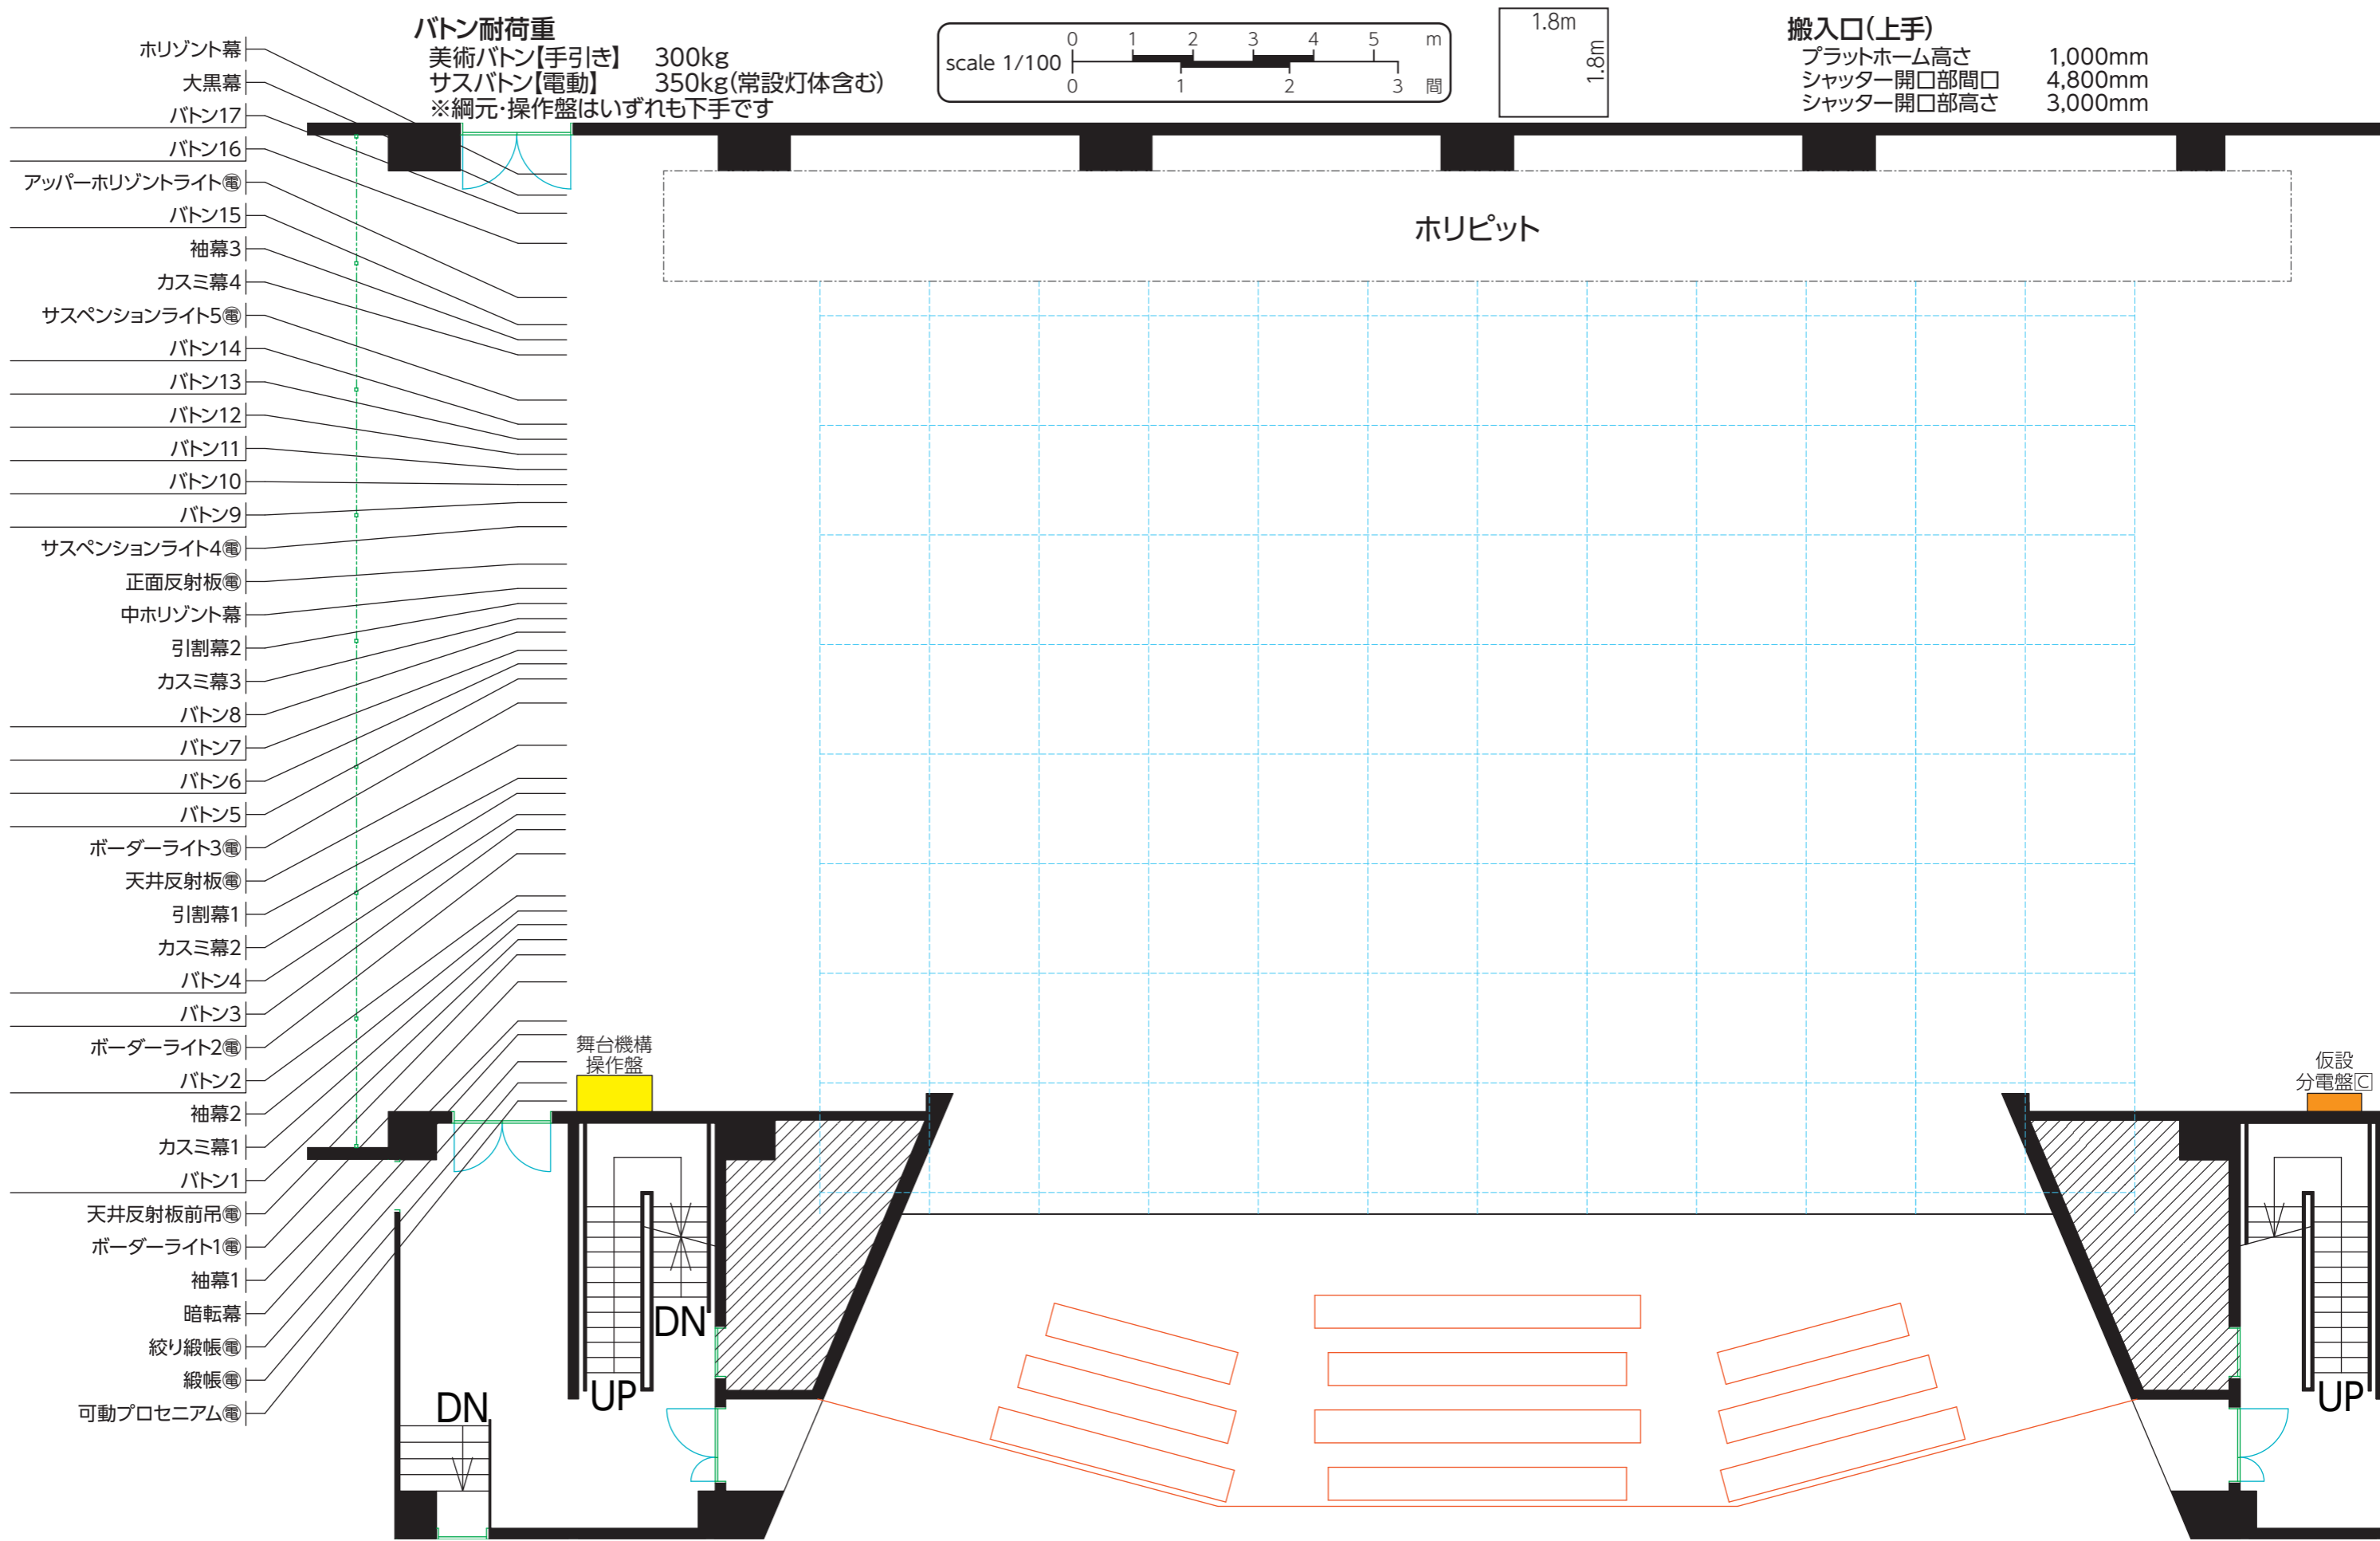 バトン耐荷重
美術バトン【手引き】 300kg
サスバトン【電動】 350kg(常設灯体含む)
※綱元・操作盤はいずれも下手です
scale 1/100
0 1 2 3 4 5 m
0 1 2 3 間
1.8m
1.8m
搬入口(上手)
プラットホーム高さ 1,000mm
シャッター開口部間口 4,800mm
シャッター開口部高さ 3,000mm
ホリゾント幕
大黒幕
バトン17
バトン16
アッパーホリゾントライト㊋電
バトン15
袖幕3
カスミ幕4
サスペンションライト5電
バトン14
バトン13
バトン12
バトン11
バトン10
バトン9
サスペンションライト4電
正面反射板電
中ホリゾント幕
引割幕2
カスミ幕3
バトン8
バトン7
バトン6
バトン5
ボーダーライト3電
天井反射板電
引割幕1
カスミ幕2
バトン4
バトン3
ボーダーライト2電
バトン2
袖幕2
カスミ幕1
バトン1
天井反射板前吊電
ボーダーライト1電
袖幕1
暗転幕
絞り緞帳電
緞帳電
可動プロセニアム電
ホリピット
舞台機構
操作盤
仮設
分電盤C
DN
UP
DN
UP